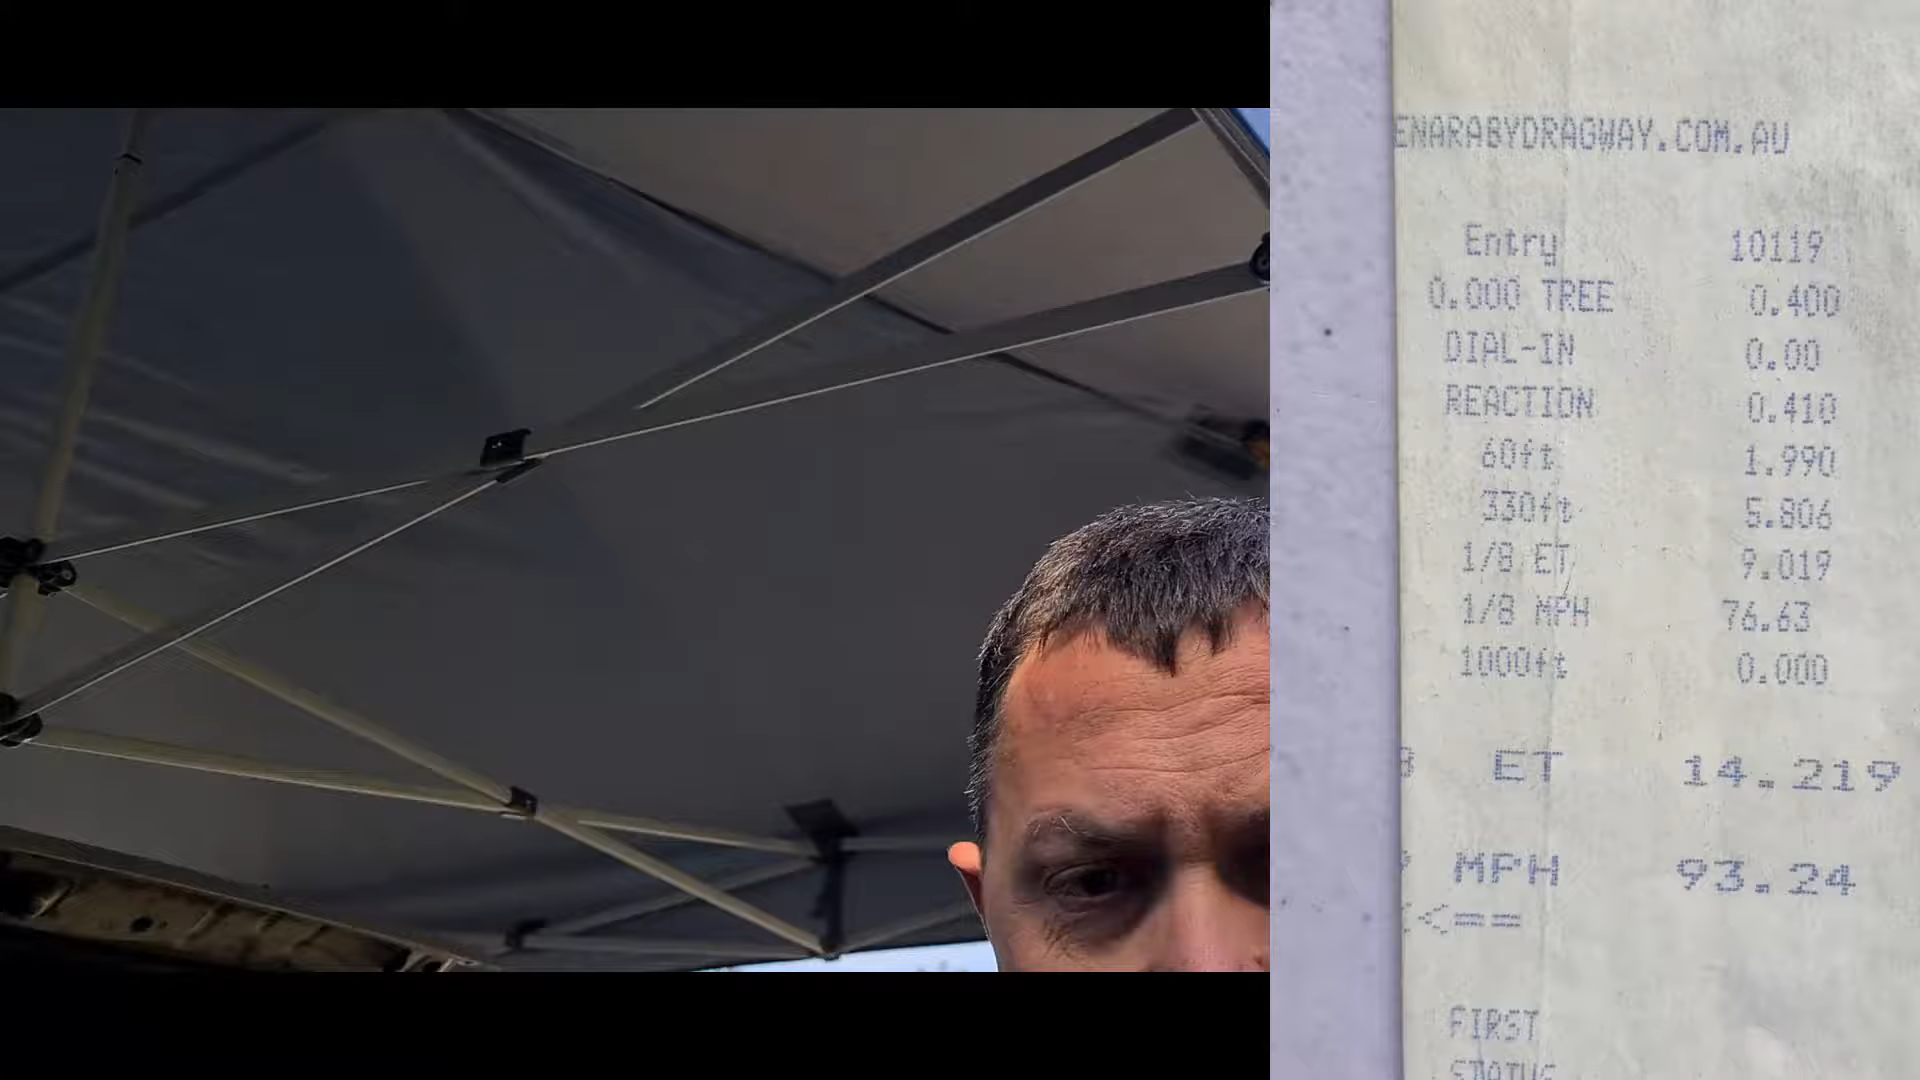 ENARABYDRAGWAY.COM.AU
Entry 10119
0.000 TREE 0.400
DIAL-IN 0.00
REACTION 0.410
60ft 1.990
330ft 5.806
1/8 ET 9.019
1/8 MPH 76.63
1000ft 0.000
ET 14.219
MPH 93.24
<<==
FIRST
STATUS